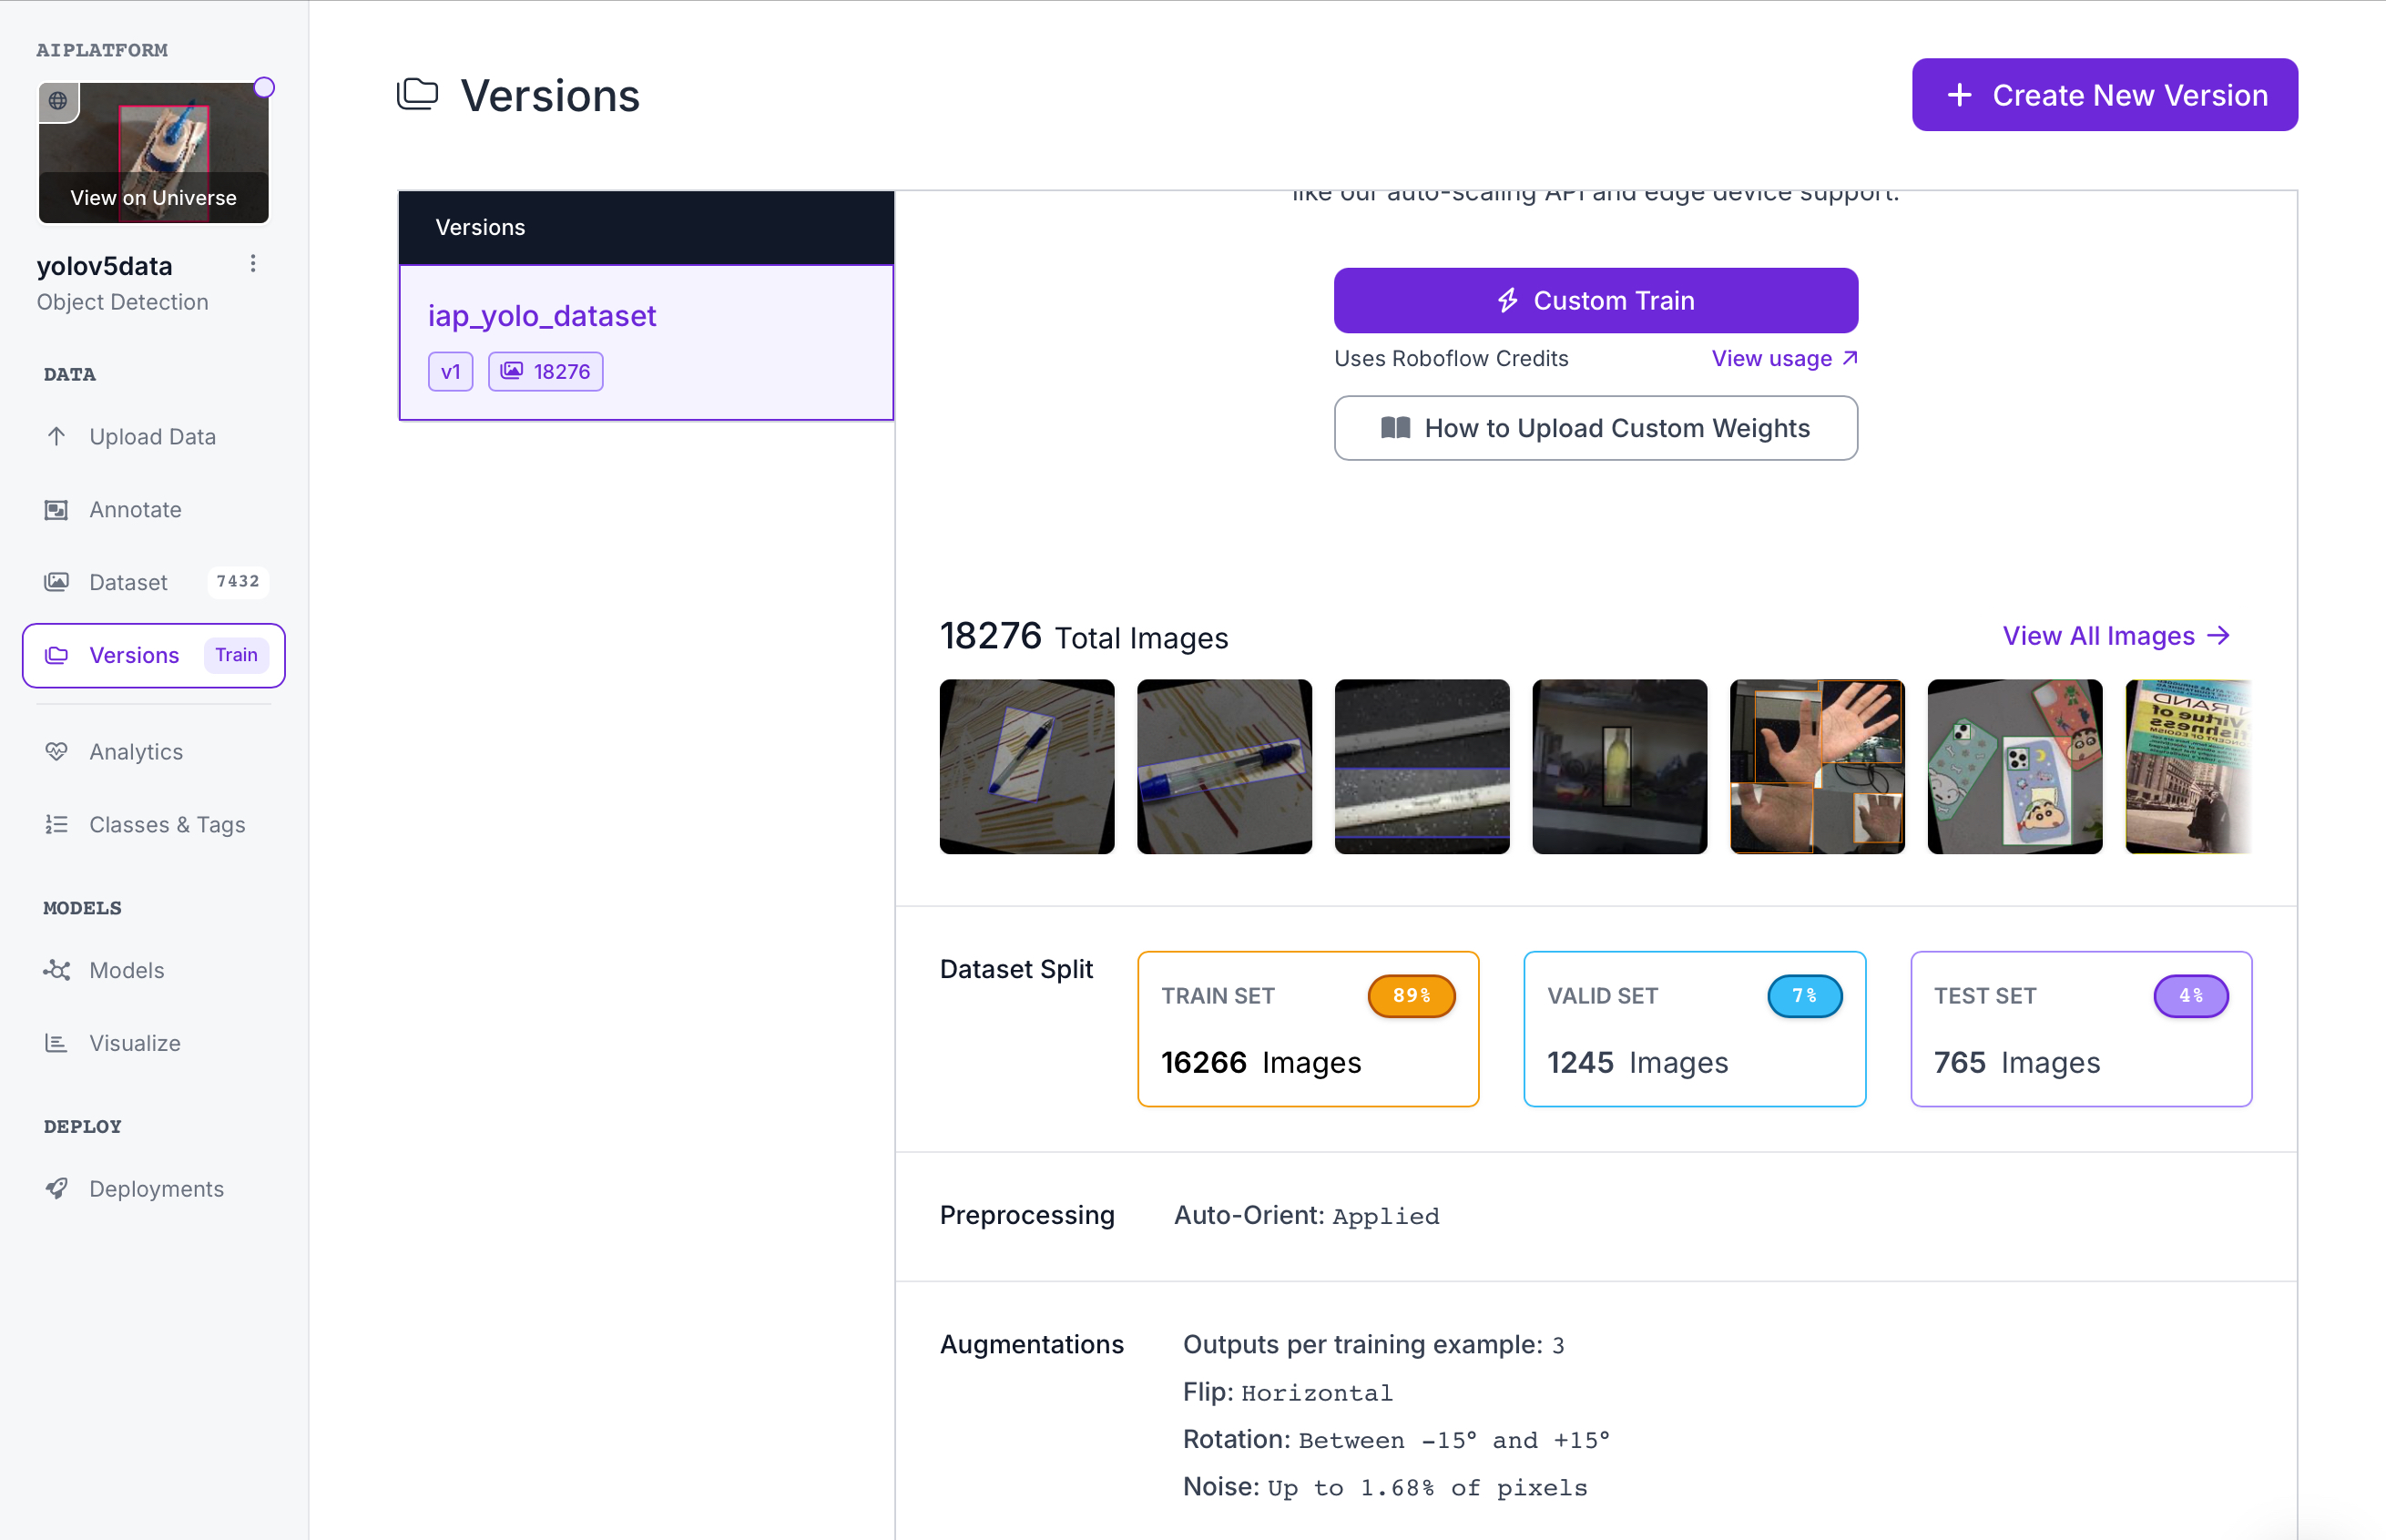 AIPLATFORM
View on Universe
yolov5data
Object Detection
DATA
Upload Data
Annotate
Dataset 7432
Versions Train
Analytics
Classes & Tags
MODELS
Models
Visualize
DEPLOY
Deployments
Versions
+ Create New Version
Versions
iap_yolo_dataset
v1 18276
like our auto-scaling API and edge device support.
Custom Train
Uses Roboflow Credits View usage
How to Upload Custom Weights
18276 Total Images
View All Images →
RAND
Virtue of
Dataset Split
TRAIN SET 89%
16266 Images
VALID SET 7%
1245 Images
TEST SET 4%
765 Images
Preprocessing
Auto-Orient: Applied
Augmentations
Outputs per training example: 3
Flip: Horizontal
Rotation: Between -15° and +15°
Noise: Up to 1.68% of pixels